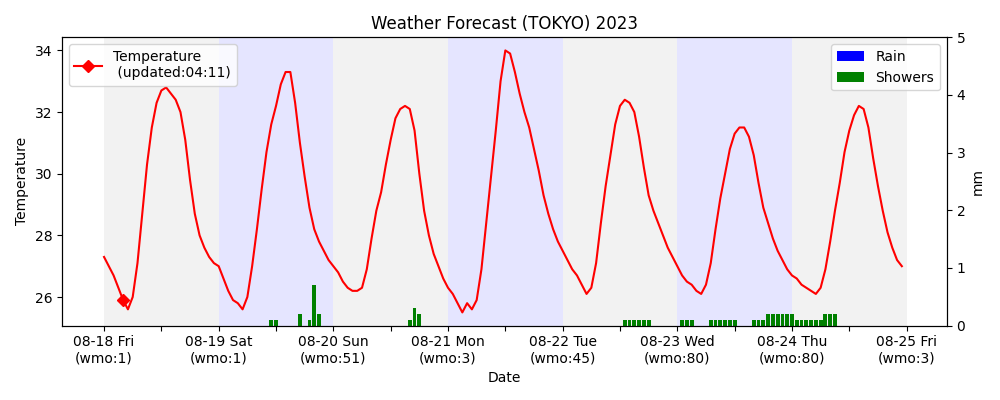 Weather Forecast (TOKYO) 2023
Temperature
(updated:04:11)
Rain
Showers
34
32
30
28
26
Temperature
5
4
3
2
1
0
mm
08-18 Fri
(wmo:1)
08-19 Sat
(wmo:1)
08-20 Sun
(wmo:51)
08-21 Mon
(wmo:3)
08-22 Tue
(wmo:45)
08-23 Wed
(wmo:80)
08-24 Thu
(wmo:80)
08-25 Fri
(wmo:3)
Date